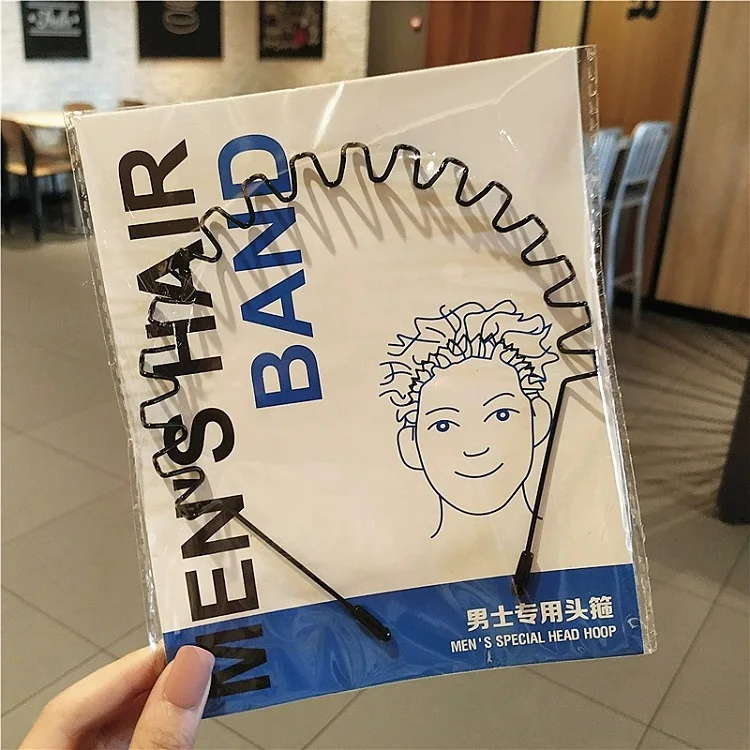 MEN'S HAIR
BAND
男士专用头箍
MEN'S SPECIAL HEAD HOOP